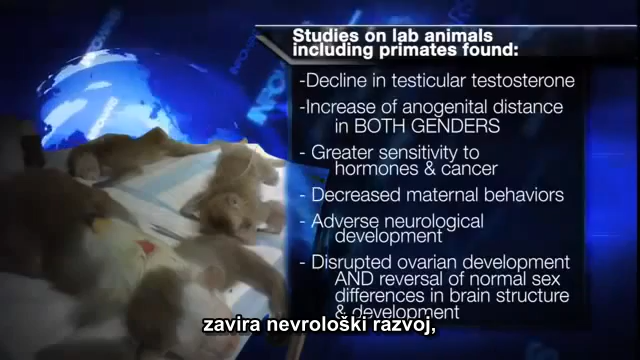 Studies on lab animals
including primates found:
-Decline in testicular testosterone
-Increase of anogenital distance
in BOTH GENDERS
- Greater sensitivity to
hormones & cancer
- Decreased maternal behaviors
- Adverse neurological
development
- Disrupted ovarian development
AND reversal of normal sex
differences in brain structure
& development
zavira nevrološki razvoj,